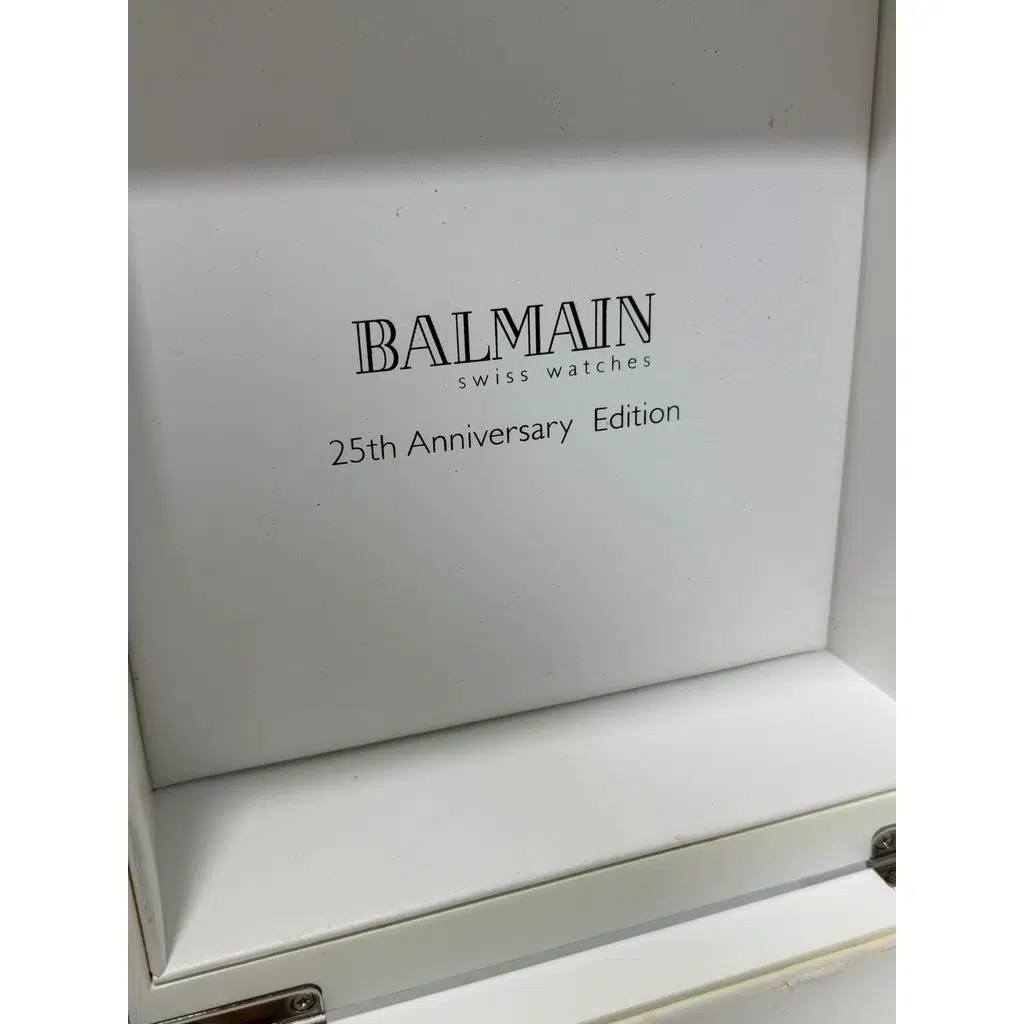 BALMAIN
swiss watches
25th Anniversary Edition